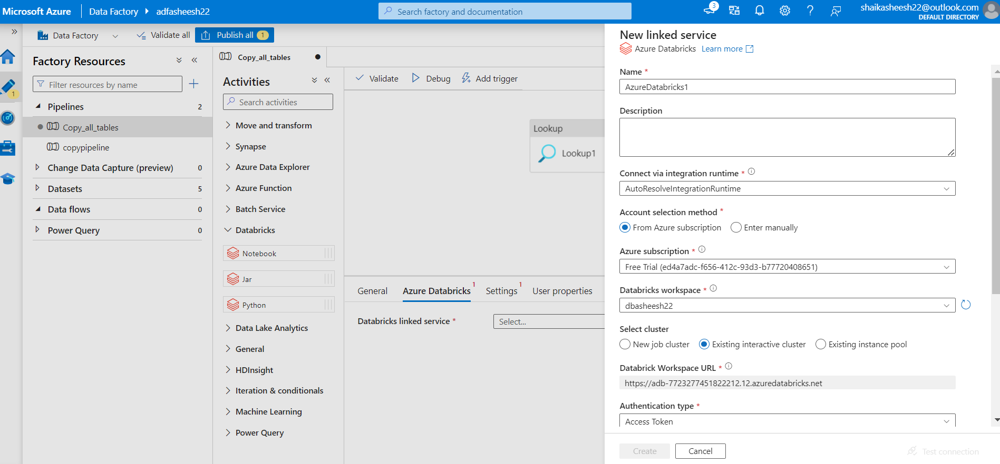 Microsoft Azure
Data Factory
adfasheesh22
Search factory and documentation
3
shaikasheesh22@outlook.com
DEFAULT DIRECTORY
Data Factory
Validate all
Publish all 1
1
Factory Resources
Filter resources by name
Pipelines 2
Copy_all_tables
copypipeline
Change Data Capture (preview) 0
Datasets 5
Data flows 0
Power Query 0
Copy_all_tables
Activities
Search activities
Move and transform
Synapse
Azure Data Explorer
Azure Function
Batch Service
Databricks
Notebook
Jar
Python
Data Lake Analytics
General
HDInsight
Iteration & conditionals
Machine Learning
Power Query
Validate
Debug
Add trigger
Lookup
Lookup1
General
Azure Databricks 1
Settings 1
User properties
Databricks linked service *
Select...
New linked service
Azure Databricks Learn more
Name *
AzureDatabricks1
Description
Connect via integration runtime *
AutoResolveIntegrationRuntime
Account selection method *
From Azure subscription Enter manually
Azure subscription *
Free Trial (ed4a7adc-f656-412c-93d3-b77720408651)
Databricks workspace *
dbasheesh22
Select cluster
New job cluster Existing interactive cluster Existing instance pool
Databrick Workspace URL *
https://adb-7723277451822212.12.azuredatabricks.net
Authentication type *
Access Token
Create Cancel Test connection